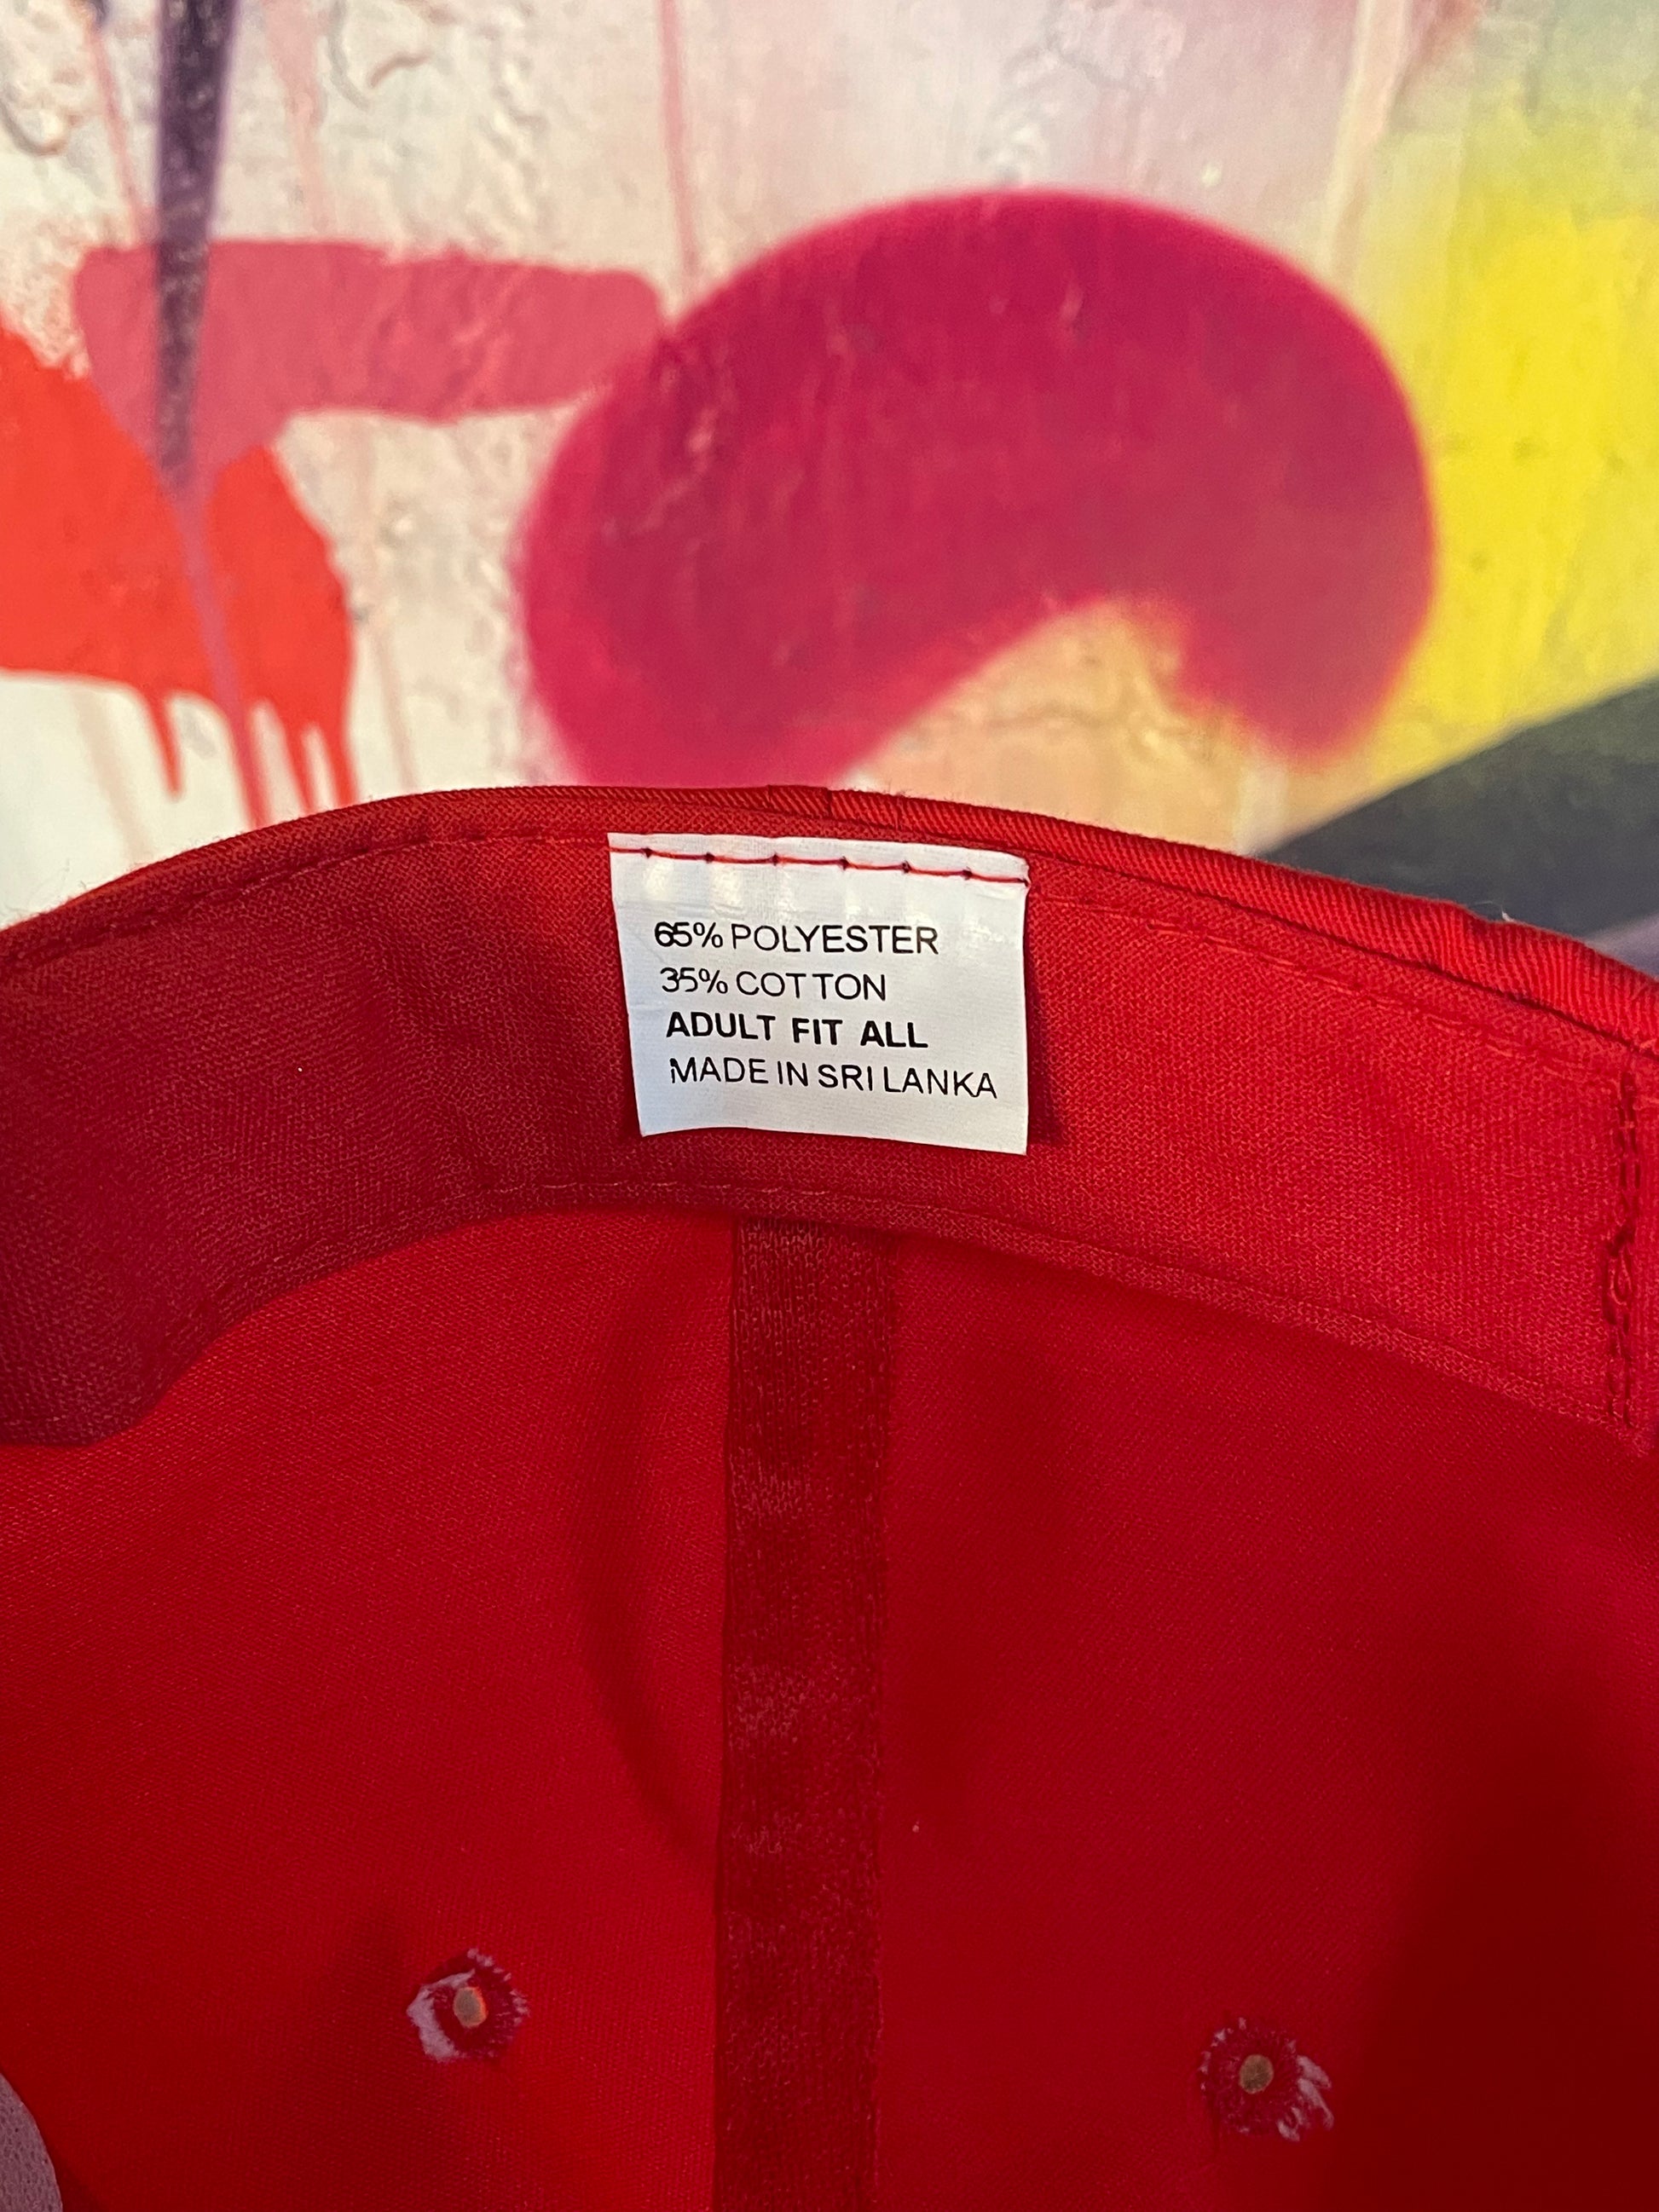 65% POLYESTER
35% COTTON
ADULT FIT ALL
MADE IN SRI LANKA